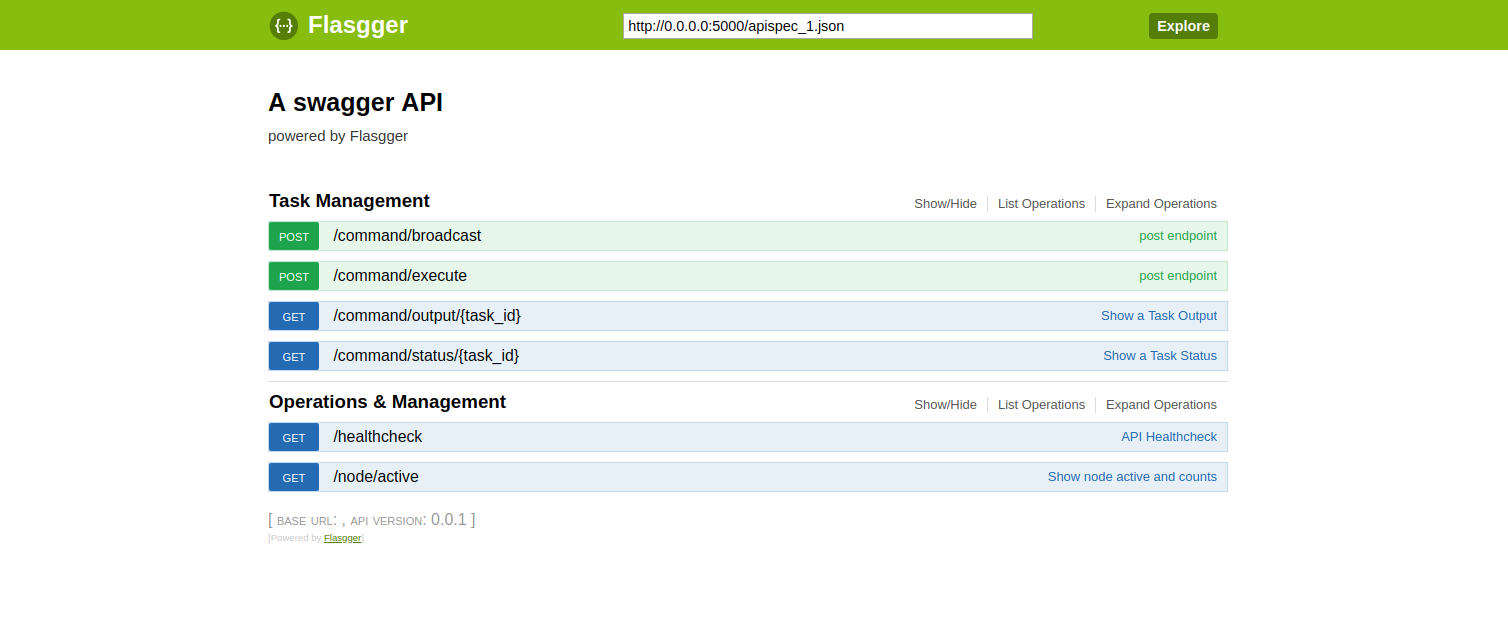 Flasgger http://0.0.0.0:5000/apispec_1.json Explore
A swagger API
powered by Flasgger
Task Management Show/Hide List Operations Expand Operations
POST /command/broadcast post endpoint
POST /command/execute post endpoint
GET /command/output/{task_id} Show a Task Output
GET /command/status/{task_id} Show a Task Status
Operations & Management Show/Hide List Operations Expand Operations
GET /healthcheck API Healthcheck
GET /node/active Show node active and counts
[ BASE URL: , API VERSION: 0.0.1 ]
[Powered by Flasgger]